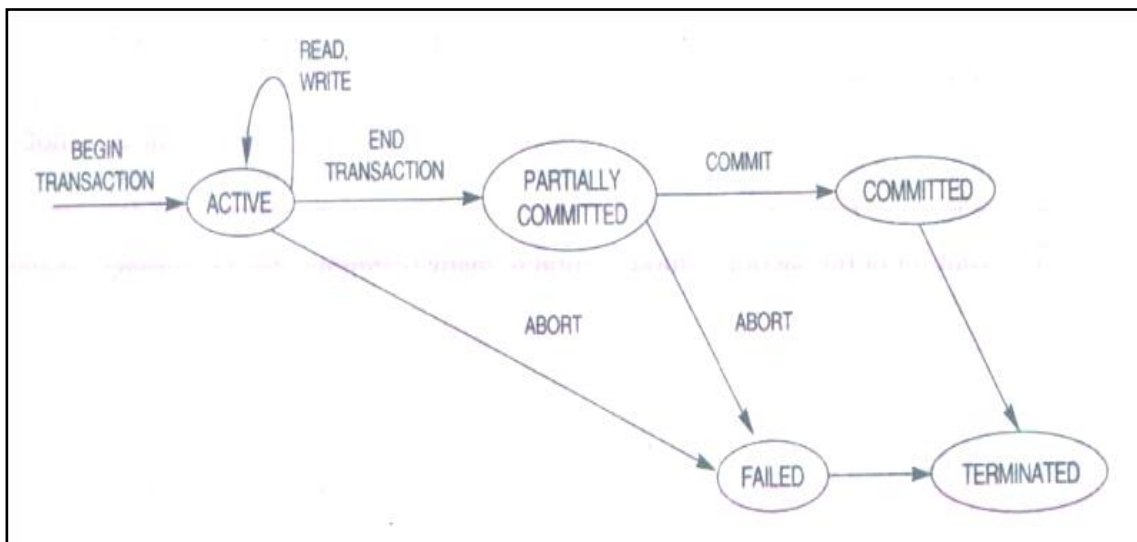 READ,
WRITE
BEGIN
TRANSACTION
END
TRANSACTION
ACTIVE
PARTIALLY
COMMITTED
COMMIT
COMMITTED
ABORT
ABORT
FAILED
TERMINATED